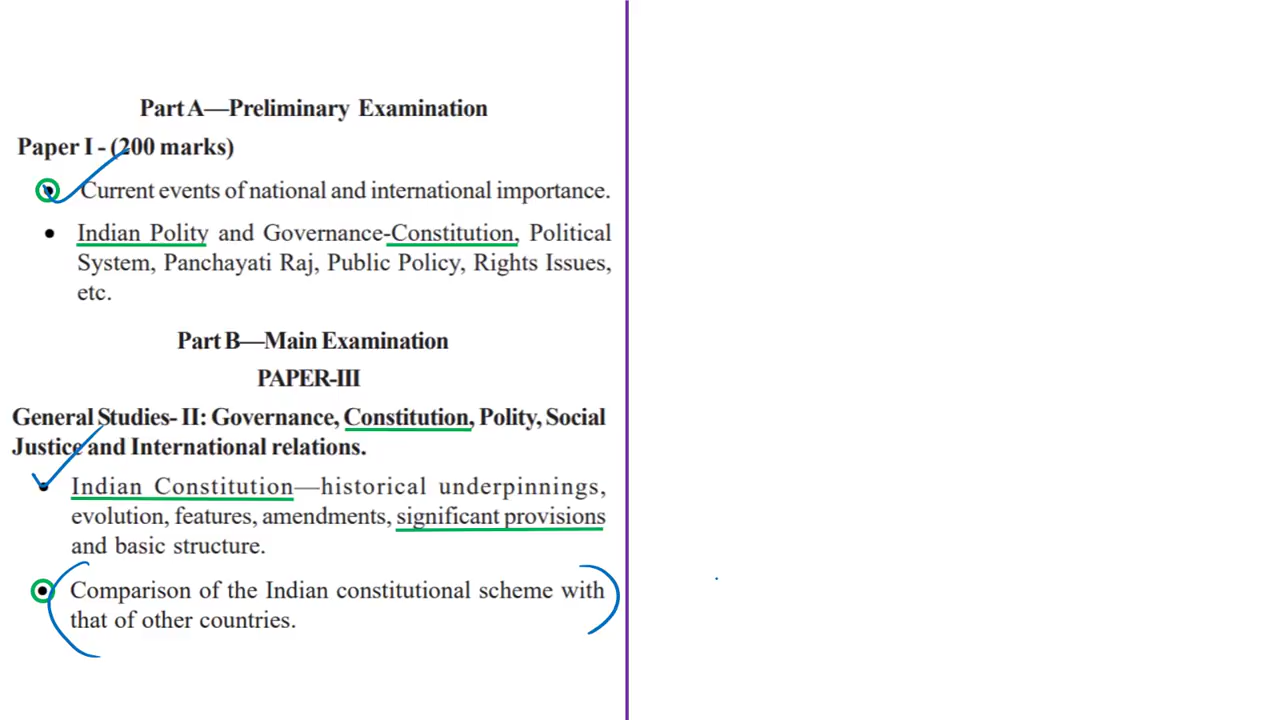 Part A—Preliminary Examination
Paper I - (200 marks)
• Current events of national and international importance.
• Indian Polity and Governance-Constitution, Political
System, Panchayati Raj, Public Policy, Rights Issues,
etc.
Part B—Main Examination
PAPER-III
General Studies- II: Governance, Constitution, Polity, Social
Justice and International relations.
• Indian Constitution—historical underpinnings,
evolution, features, amendments, significant provisions
and basic structure.
• Comparison of the Indian constitutional scheme with
that of other countries.